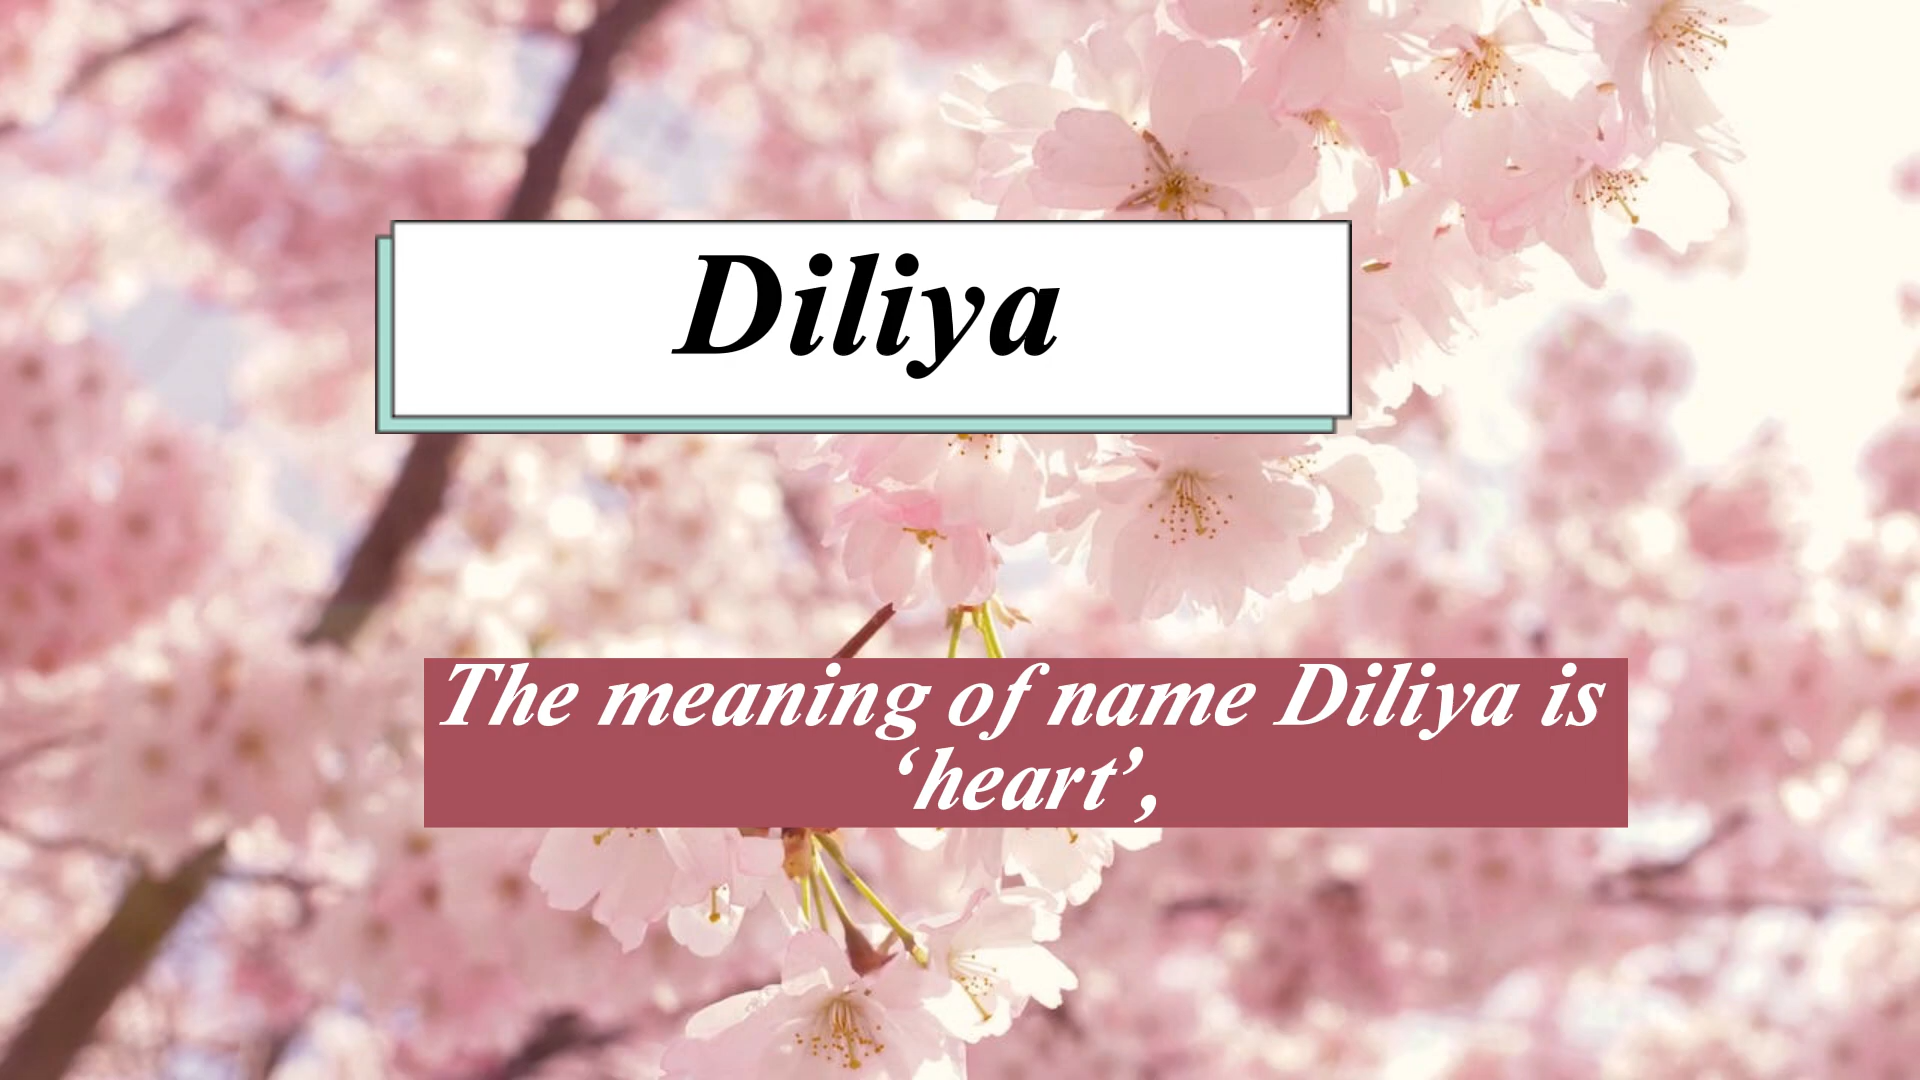 Diliya
The meaning of name Diliya is
‘heart’,